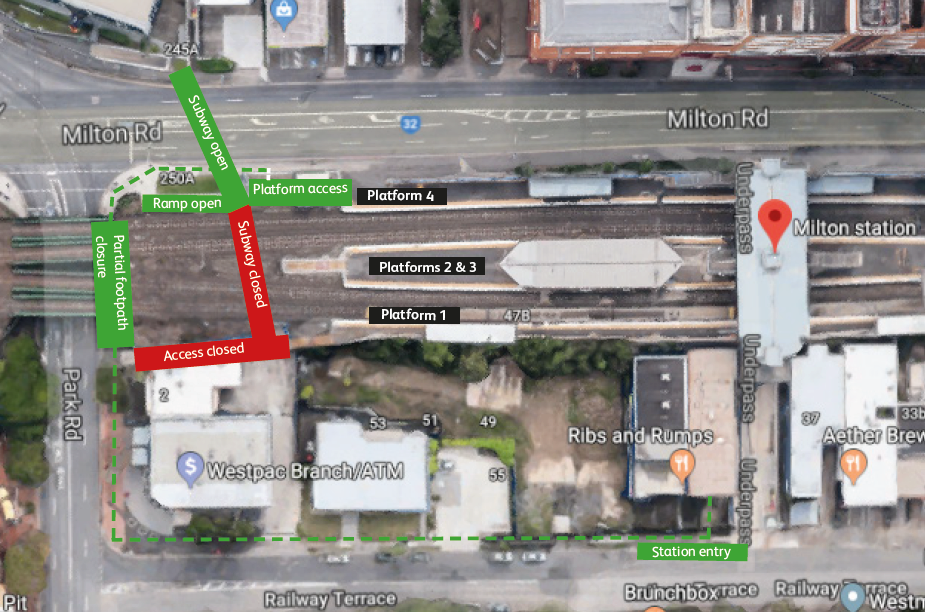 245A
Subway open
Milton Rd
32
Milton Rd
250A
Ramp open
Platform access
Platform 4
Underpass
Milton station
Partial footpath
closure
Subway closed
Platforms 2 & 3
Platform 1
47B
Access closed
Underpass
Park Rd
2
53
51
49
37
33b
Ribs and Rumps
Aether Brew
$
Westpac Branch/ATM
55
Underpass
Station entry
Pit
Railway Terrace
Brunchbox
Terrace
Railway Terrace
Westn